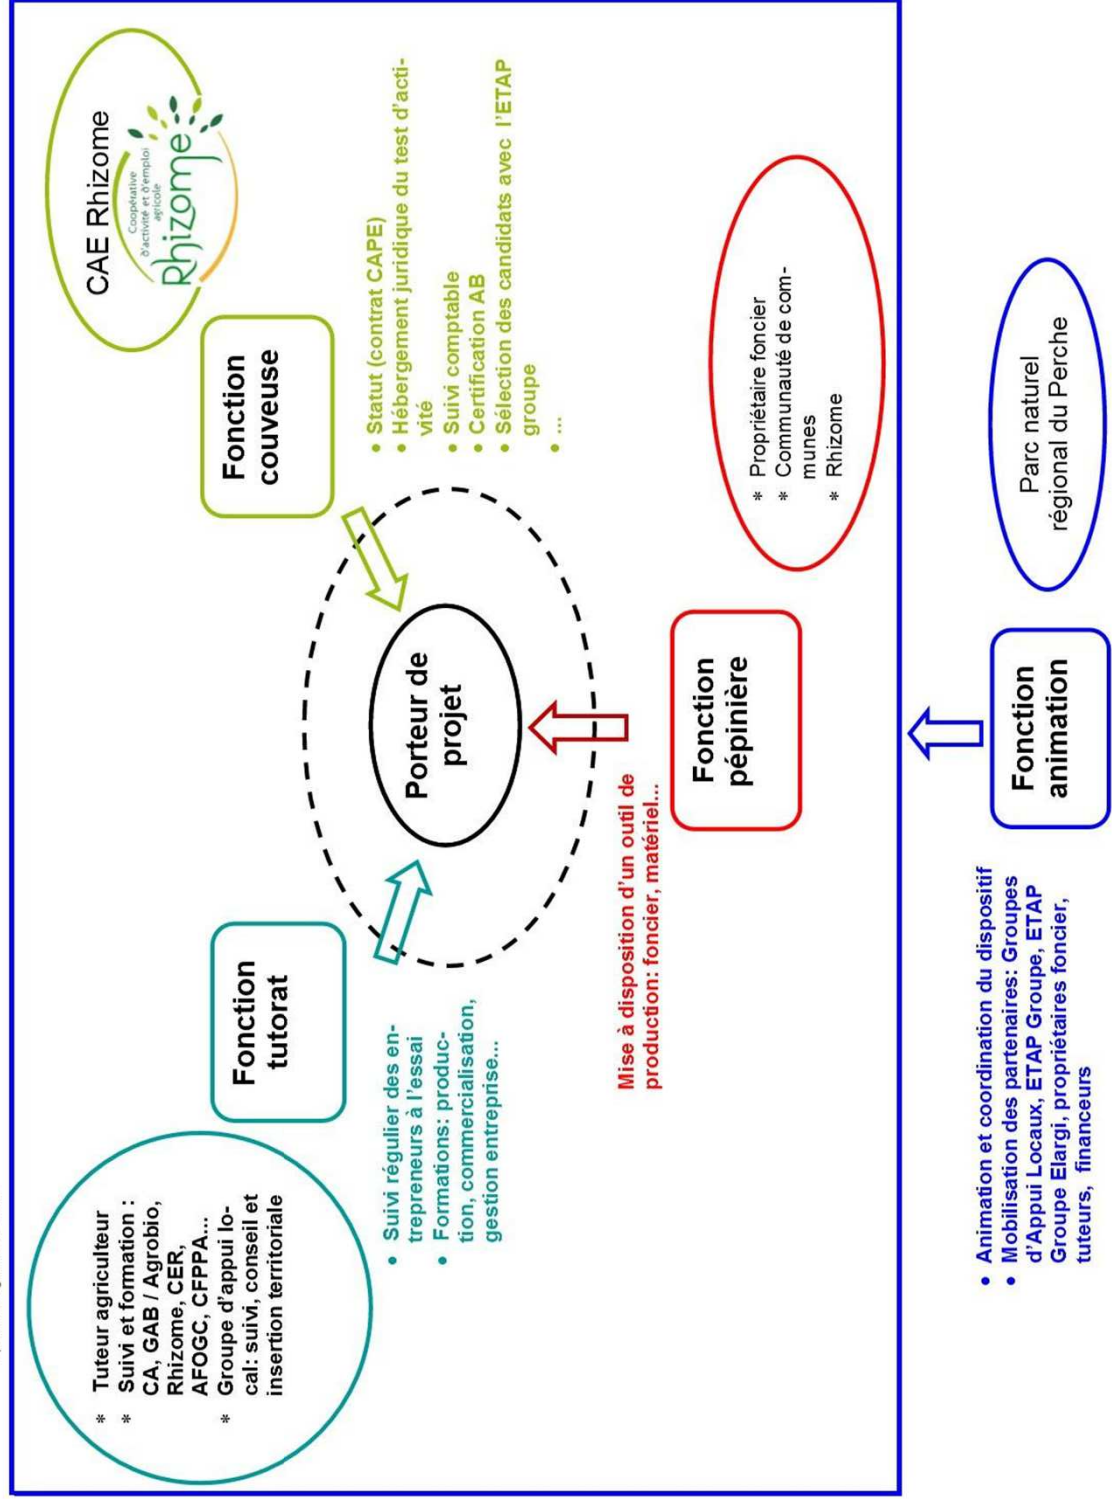 Tuteur agriculteur
Suivi et formation :
CA, GAB / Agrobio,
Rhizome, CER,
AFOGC, CFPPA...
Groupe d'appui lo-
cal: suivi, conseil et
insertion territoriale
Fonction
tutorat
• Suivi régulier des en-
trepreneurs à l'essai
• Formations: produc-
tion, commercialisation,
gestion entreprise...
Fonction
couveuse
CAE Rhizome
Coopérative
d'activité et d'emploi
agricole
Rhizome
• Statut (contrat CAPE)
• Hébergement juridique du test d'acti-
vité
• Suivi comptable
• Certification AB
• Sélection des candidats avec l'ETAP
groupe
• ...
Porteur de
projet
Mise à disposition d'un outil de
production: foncier, matériel...
Fonction
pépinière
* Propriétaire foncier
* Communauté de com-
munes
* Rhizome
• Animation et coordination du dispositif
• Mobilisation des partenaires: Groupes
d'Appui Locaux, ETAP Groupe, ETAP
Groupe Elargi, propriétaires foncier,
tuteurs, financeurs
Fonction
animation
Parc naturel
régional du Perche